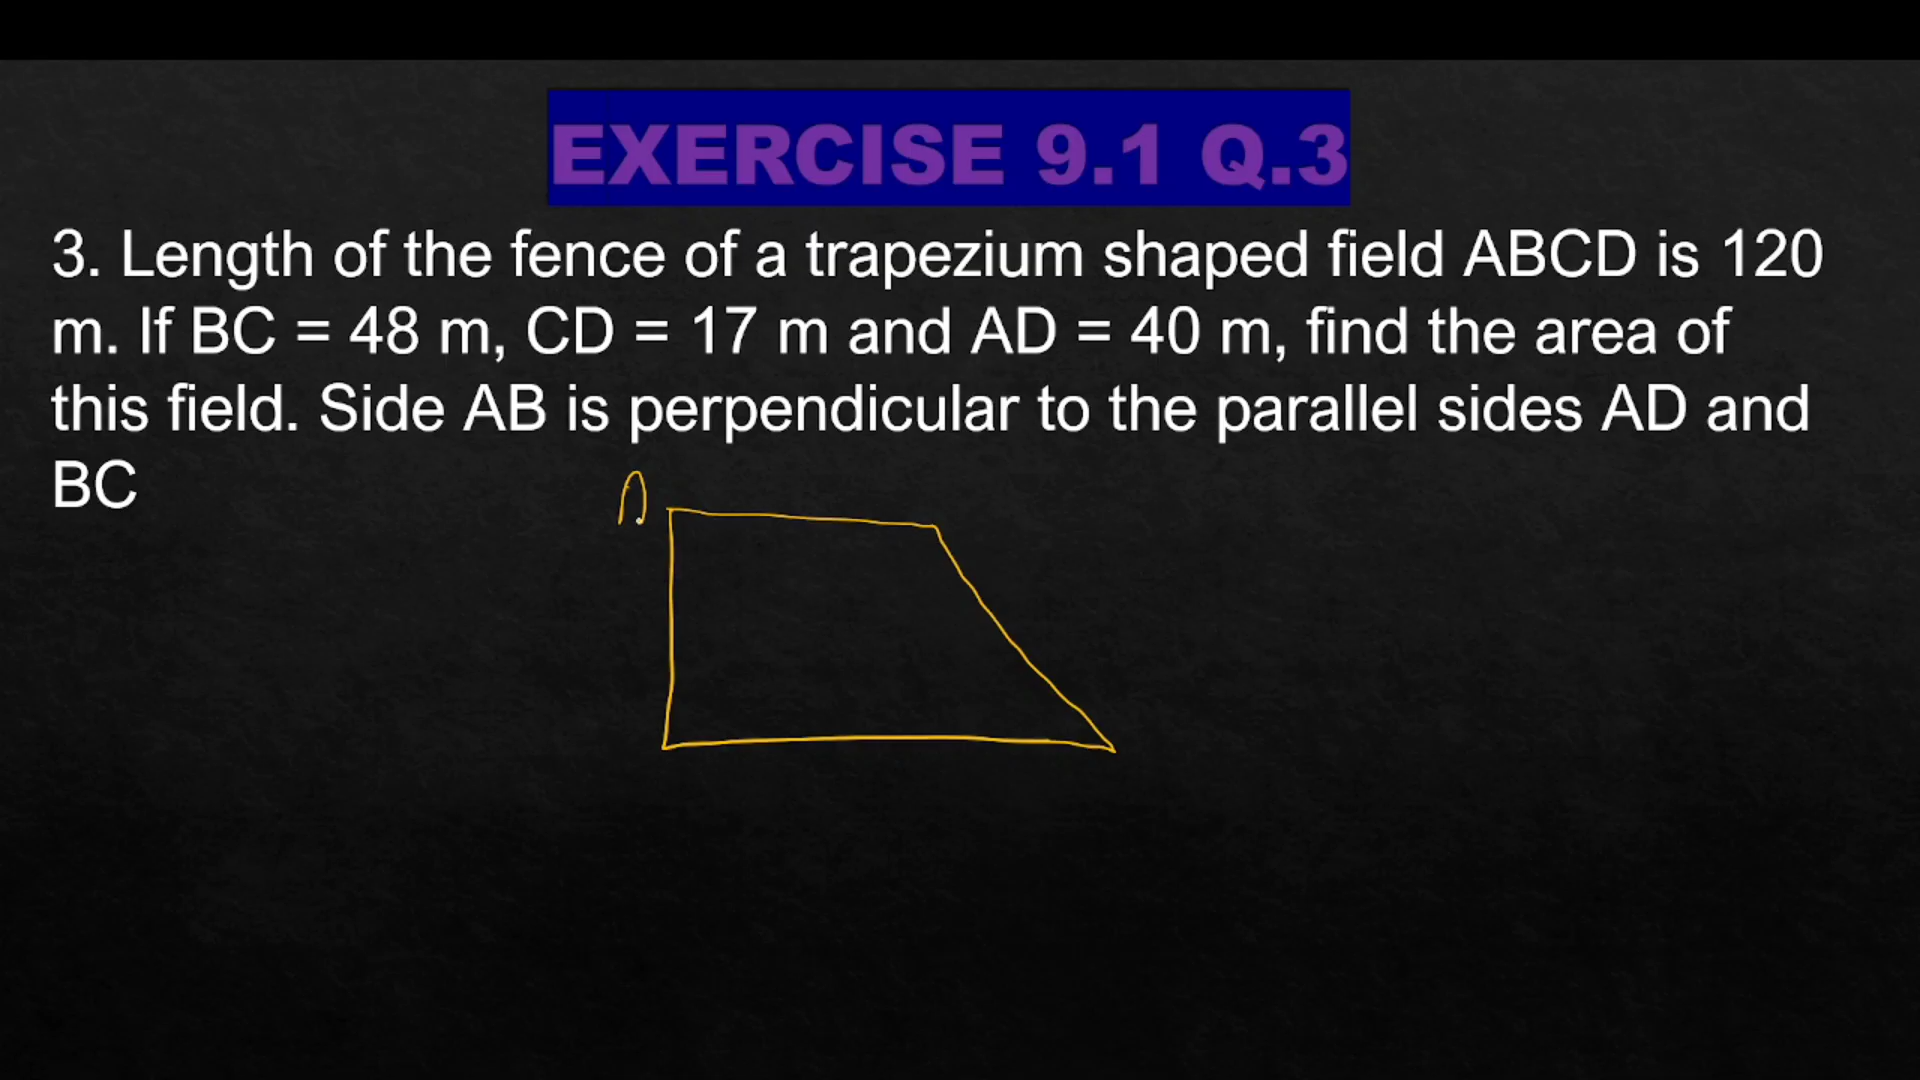 EXERCISE 9.1 Q.3
3. Length of the fence of a trapezium shaped field ABCD is 120
m. If BC = 48 m, CD = 17 m and AD = 40 m, find the area of
this field. Side AB is perpendicular to the parallel sides AD and
BC